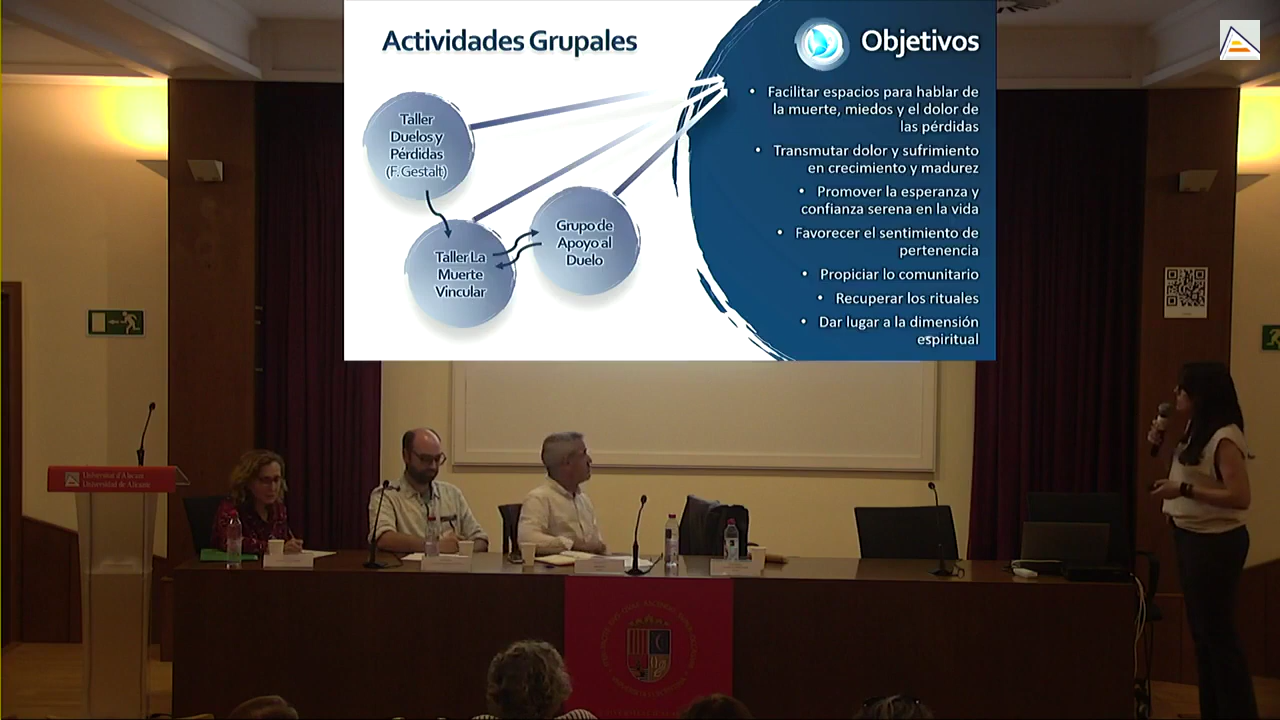 Actividades Grupales
Taller
Duelos y
Pérdidas
(F. Gestalt)
Taller La
Muerte
Vincular
Grupo de
Apoyo al
Duelo
Objetivos
• Facilitar espacios para hablar de
la muerte, miedos y el dolor de
las pérdidas
• Transmutar dolor y sufrimiento
en crecimiento y madurez
• Promover la esperanza y
confianza serena en la vida
• Favorecer el sentimiento de
pertenencia
• Propiciar lo comunitario
• Recuperar los rituales
• Dar lugar a la dimensión
espiritual
Universitat d'Alacant
Universidad de Alicante